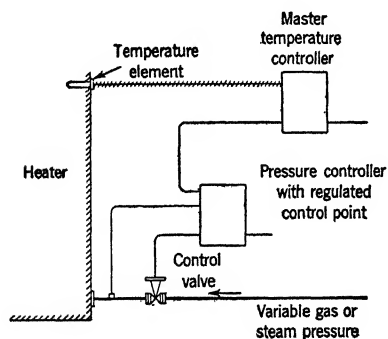 Master
temperature
controller
Temperature
element
Heater
Pressure controller
with regulated
control point
Control
valve
Variable gas or
steam pressure